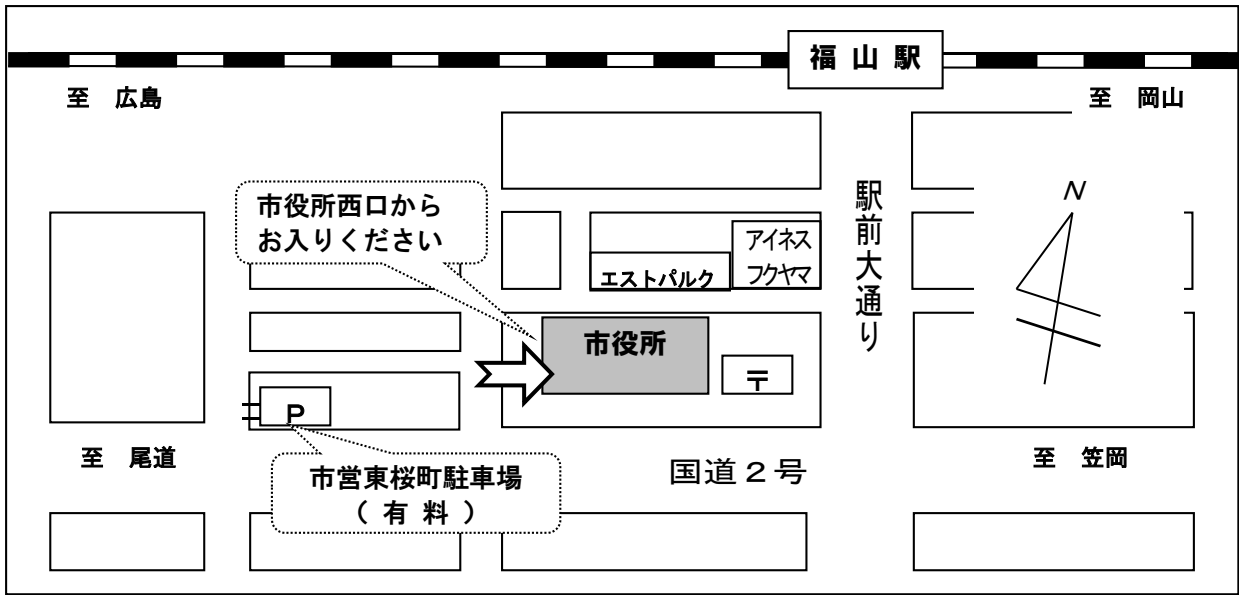 福山駅
至 広島
至 岡山
市役所西口から
お入りください
駅前大通り
N
アイネス
フクヤマ
エストパルク
市役所
〒
P
至 尾道
至 笠岡
市営東桜町駐車場
（有料）
国道２号